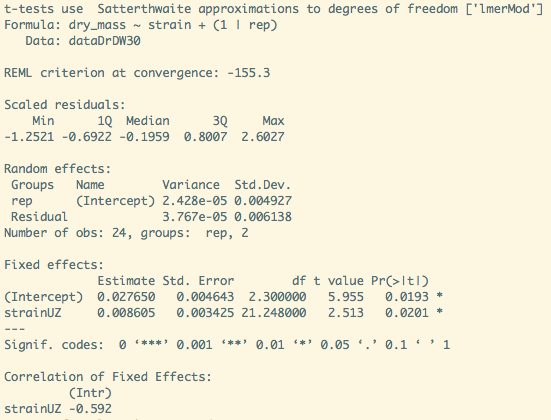 t-tests use  Satterthwaite approximations to degrees of freedom ['lmerMod']
Formula: dry_mass ~ strain + (1 | rep)
   Data: dataDrDW30
REML criterion at convergence: -155.3
Scaled residuals:
    Min      1Q  Median      3Q     Max
-1.2521 -0.6922 -0.1959  0.8007  2.6027
Random effects:
 Groups   Name        Variance  Std.Dev.
 rep      (Intercept) 2.428e-05 0.004927
 Residual             3.767e-05 0.006138
Number of obs: 24, groups:  rep, 2
Fixed effects:
             Estimate Std. Error        df t value Pr(>|t|)
(Intercept)  0.027650   0.004643  2.300000   5.955   0.0193 *
strainUZ     0.008605   0.003425 21.248000   2.513   0.0201 *
---
Signif. codes:  0 ‘***’ 0.001 ‘**’ 0.01 ‘*’ 0.05 ‘.’ 0.1 ‘ ’ 1
Correlation of Fixed Effects:
         (Intr)
strainUZ -0.592